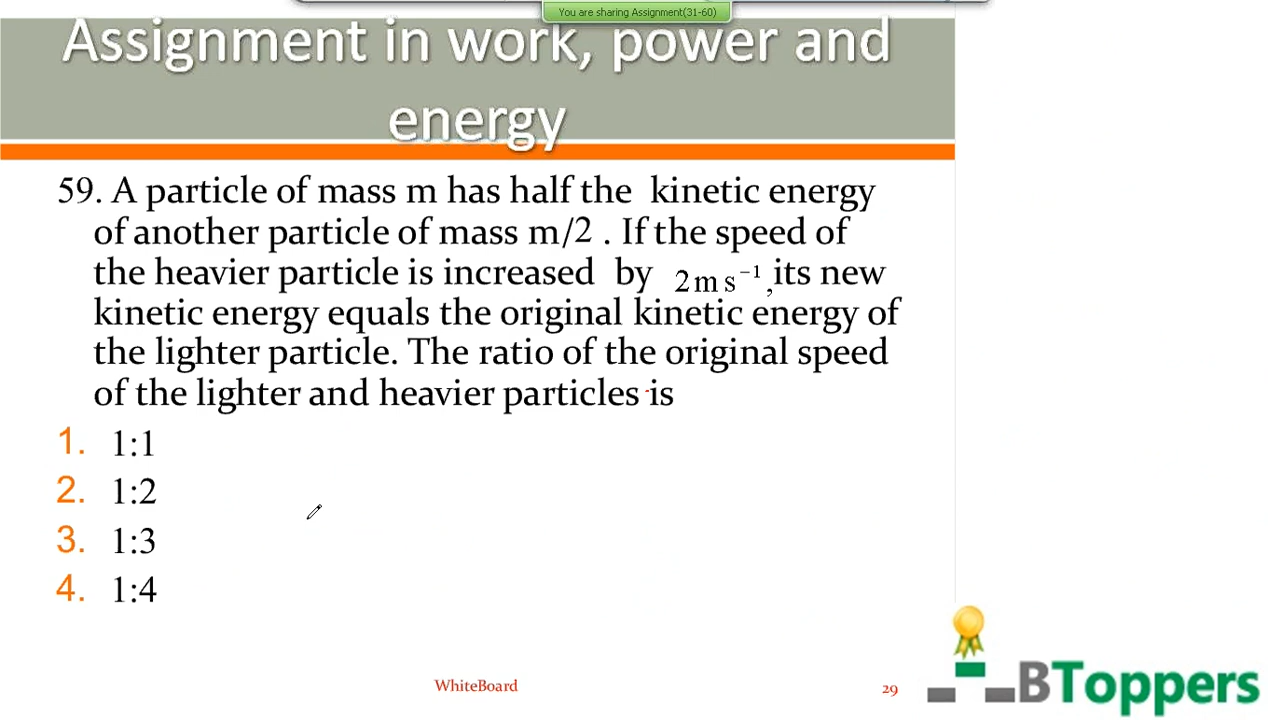 You are sharing Assignment(31-60)
Assignment in work, power and
energy
59. A particle of mass m has half the kinetic energy
of another particle of mass m/2 . If the speed of
the heavier particle is increased by 2 m s⁻¹, its new
kinetic energy equals the original kinetic energy of
the lighter particle. The ratio of the original speed
of the lighter and heavier particles is
1. 1:1
2. 1:2
3. 1:3
4. 1:4
WhiteBoard
29
BToppers